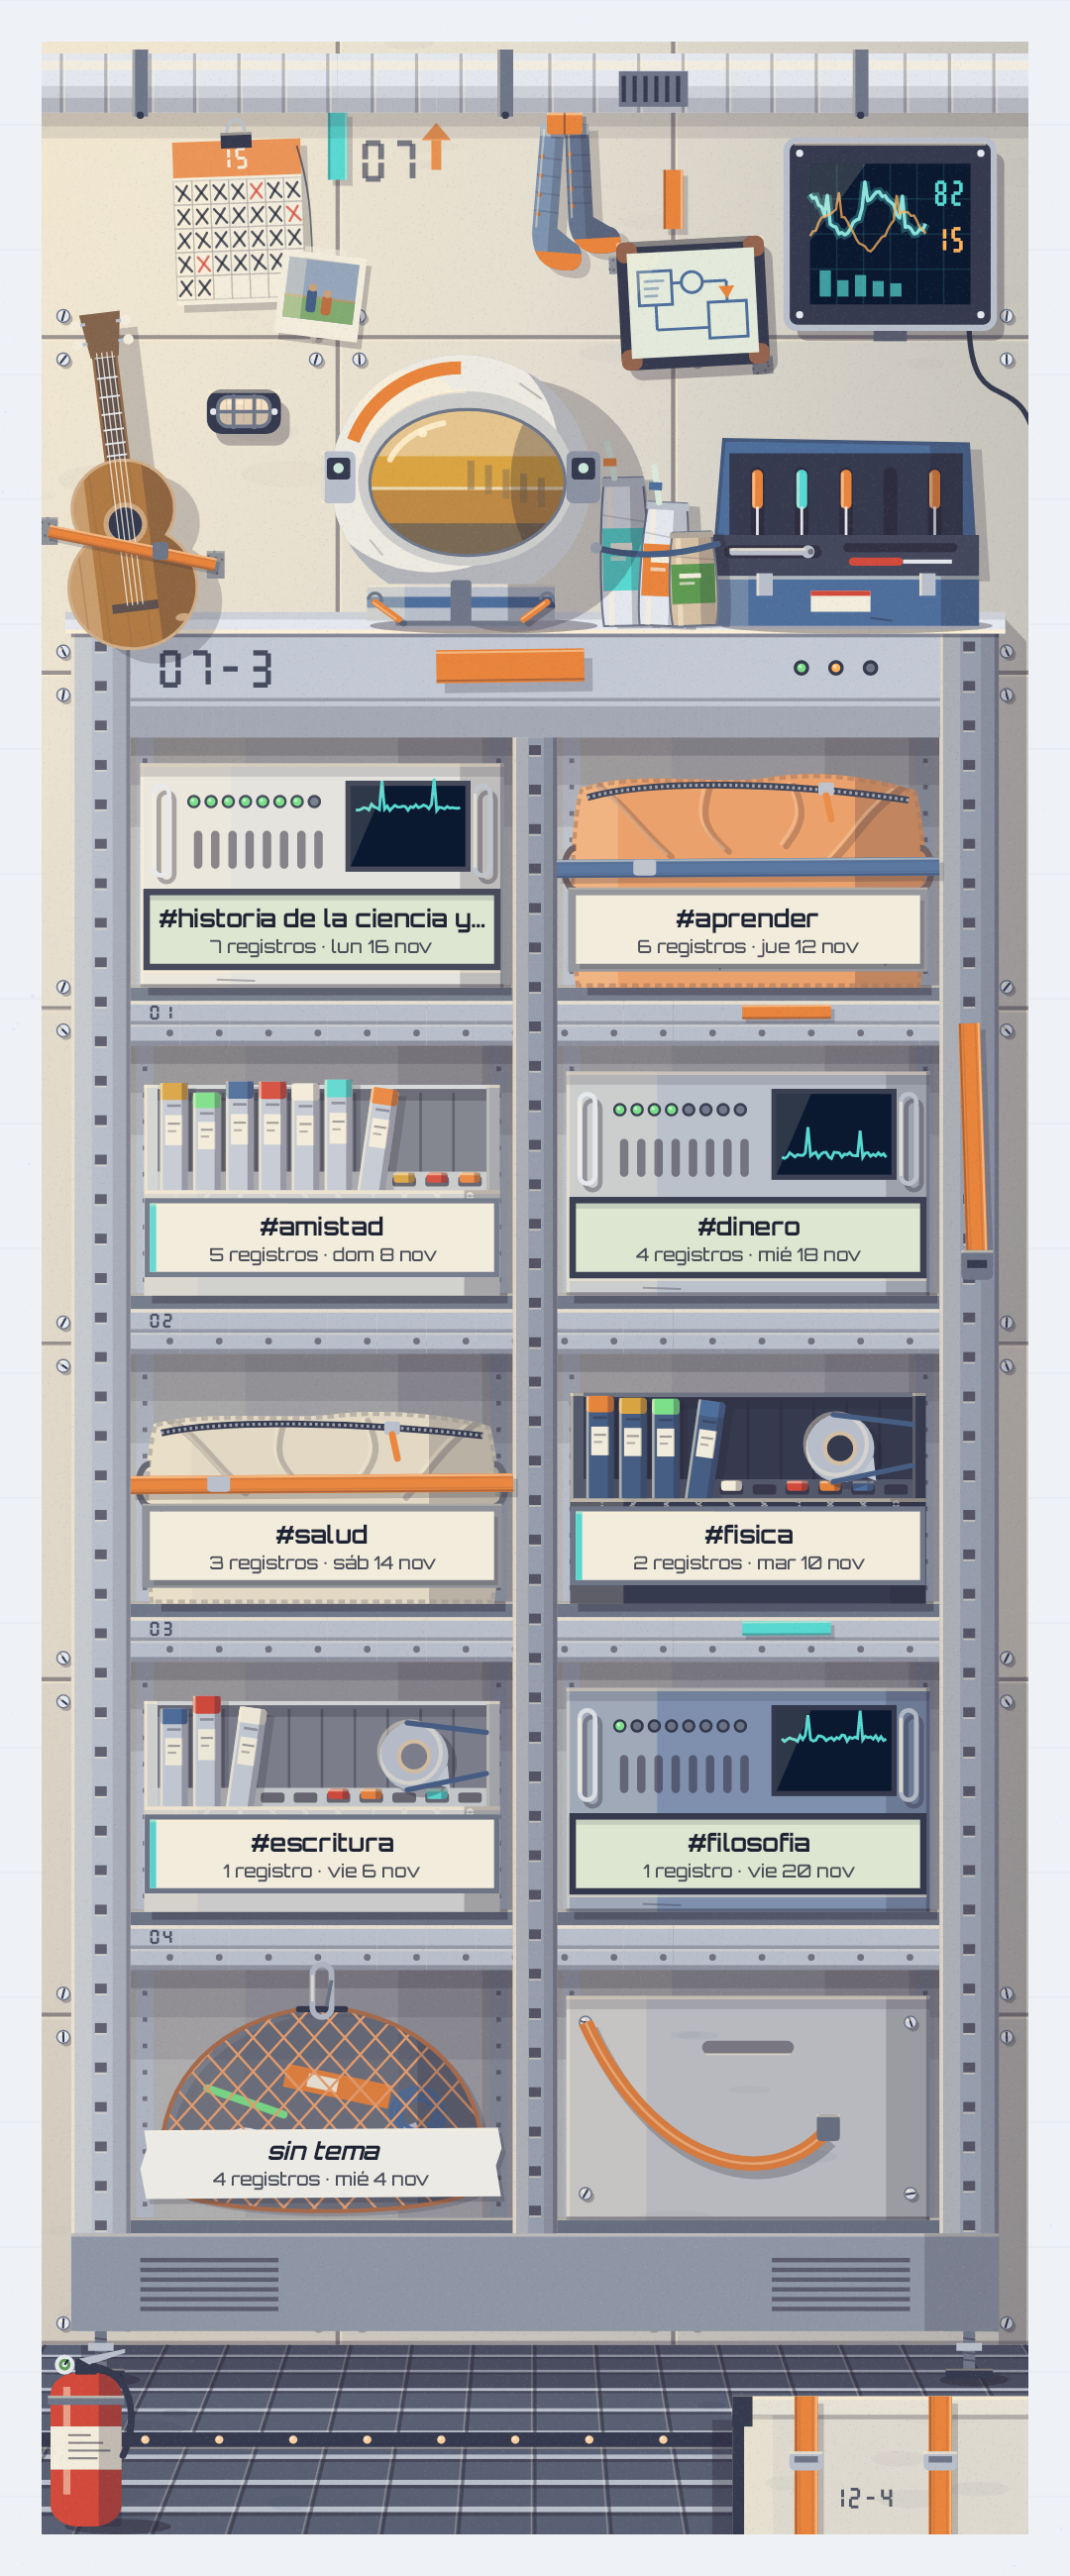 15
07
82
15
07-3
#historia de la ciencia y...
7 registros · lun 16 nov
#aprender
6 registros · jue 12 nov
01
#amistad
5 registros · dom 8 nov
#dinero
4 registros · mié 18 nov
02
#salud
3 registros · sáb 14 nov
#fisica
2 registros · mar 10 nov
03
#escritura
1 registro · vie 6 nov
#filosofia
1 registro · vie 20 nov
04
sin tema
4 registros · mié 4 nov
12-4